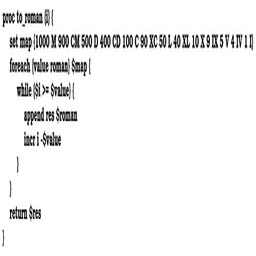 proc to_roman {i} {
    set map {1000 M 900 CM 500 D 400 CD 100 C 90 XC 50 L 40 XL 10 X 9 IX 5 V 4 IV 1 I}
    foreach {value roman} $map {
        while {$i >= $value} {
            append res $roman
            incr i -$value
        }
    }
    return $res
}